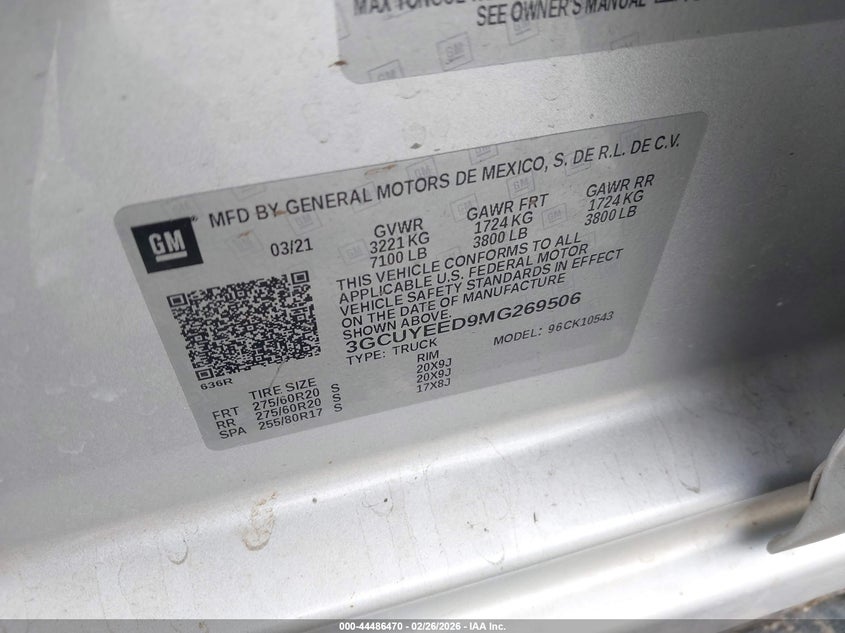 SEE OWNER'S MANUAL
GM
MFD BY GENERAL MOTORS DE MEXICO, S. DE R.L. DE C.V.
03/21
GVWR GAWR FRT GAWR RR
3221 KG 1724 KG 1724 KG
7100 LB 3800 LB 3800 LB
THIS VEHICLE CONFORMS TO ALL
APPLICABLE U.S. FEDERAL MOTOR
VEHICLE SAFETY STANDARDS IN EFFECT
ON THE DATE OF MANUFACTURE
SHOWN ABOVE.
3GCUYEED9MG269506
TYPE: TRUCK MODEL: 96CK10543
636R
TIRE SIZE RIM
FRT 275/60R20 S 20X9J
RR 275/60R20 S 20X9J
SPA 255/80R17 S 17X8J
000-44486470 - 02/26/2026 - IAA Inc.